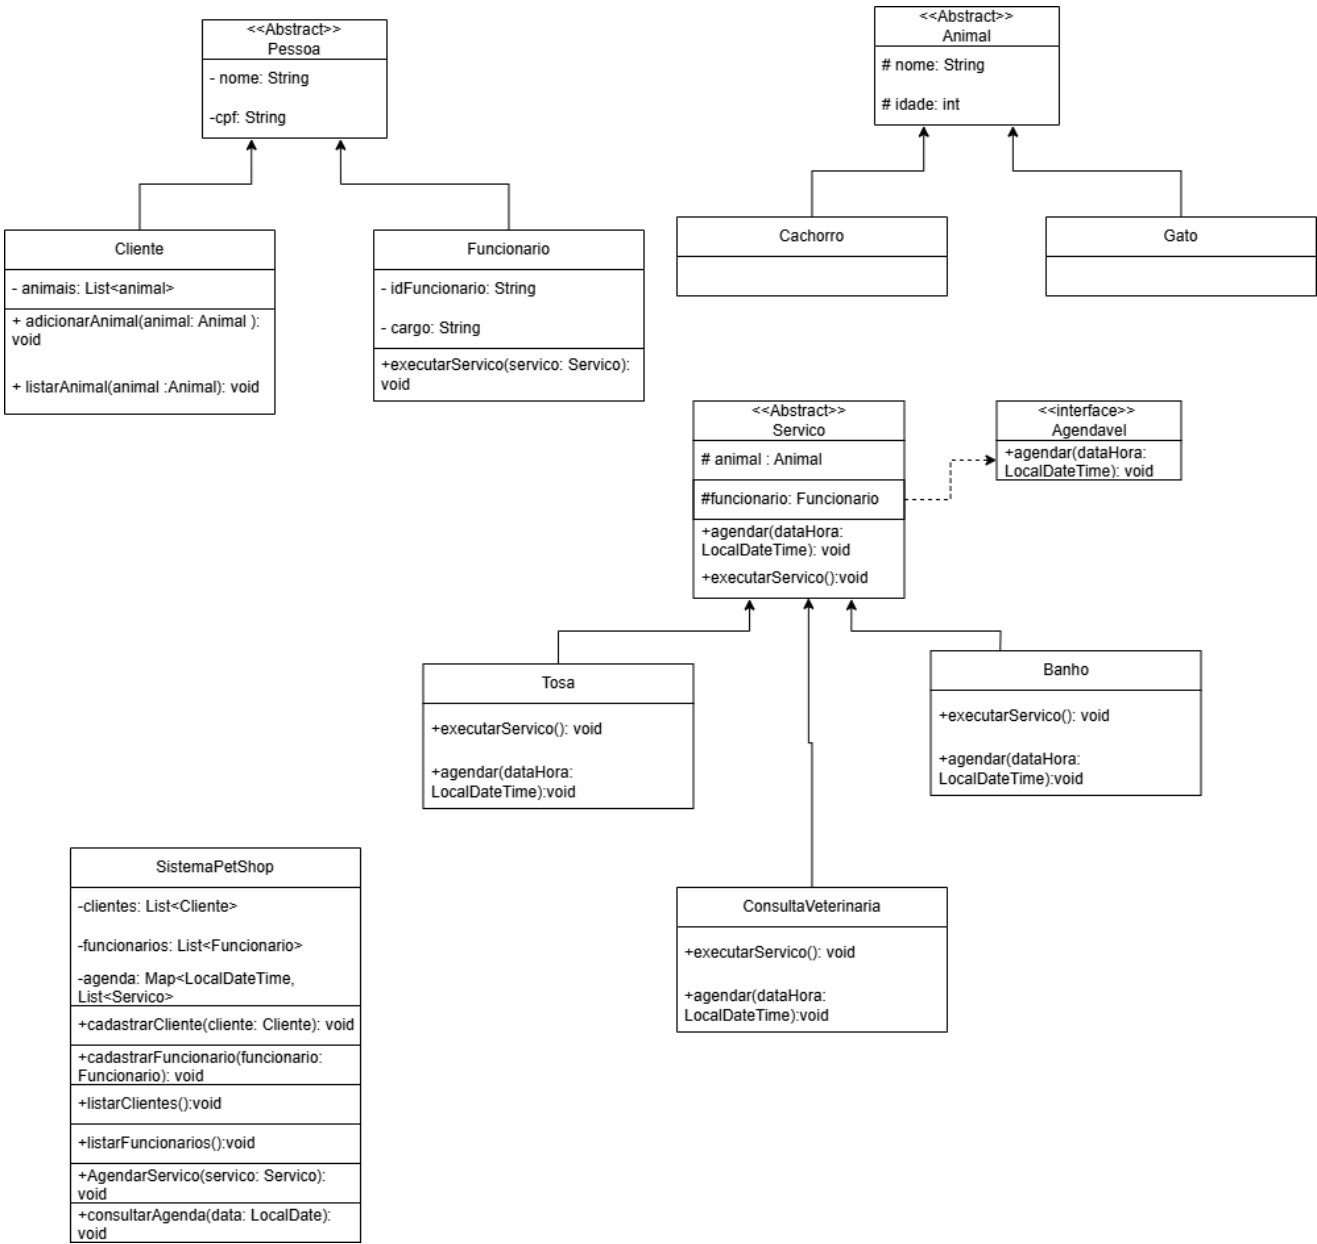 <<Abstract>>
Pessoa
- nome: String
-cpf: String
<<Abstract>>
Animal
# nome: String
# idade: int
Cliente
- animais: List<animal>
+ adicionarAnimal(animal: Animal ):
void
+ listarAnimal(animal :Animal): void
Funcionario
- idFuncionario: String
- cargo: String
+executarServico(servico: Servico):
void
Cachorro
Gato
<<Abstract>>
Servico
# animal : Animal
#funcionario: Funcionario
+agendar(dataHora:
LocalDateTime): void
+executarServico():void
<<interface>>
Agendavel
+agendar(dataHora:
LocalDateTime): void
Tosa
+executarServico(): void
+agendar(dataHora:
LocalDateTime):void
Banho
+executarServico(): void
+agendar(dataHora:
LocalDateTime):void
SistemaPetShop
-clientes: List<Cliente>
-funcionarios: List<Funcionario>
-agenda: Map<LocalDateTime,
List<Servico>
+cadastrarCliente(cliente: Cliente): void
+cadastrarFuncionario(funcionario:
Funcionario): void
+listarClientes():void
+listarFuncionarios():void
+AgendarServico(servico: Servico):
void
+consultarAgenda(data: LocalDate):
void
ConsultaVeterinaria
+executarServico(): void
+agendar(dataHora:
LocalDateTime):void